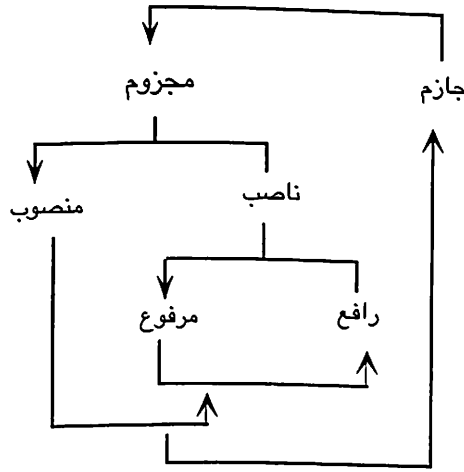 جازم
مجزوم
ناصب
منصوب
رافع
مرفوع